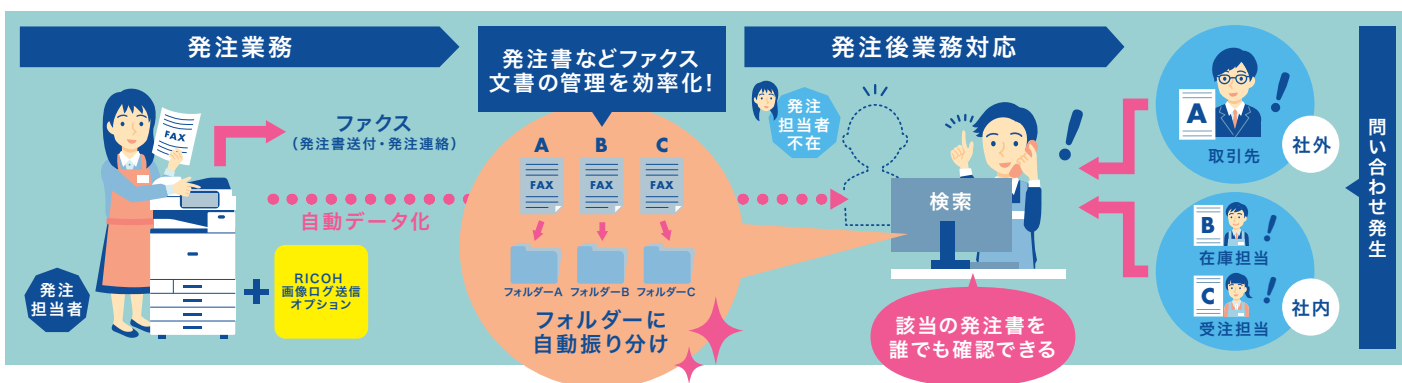 発注業務
FAX
ファクス
（発注書送付・発注連絡）
自動データ化
発注
担当者
+
RICOH
画像ログ送信
オプション
発注書などファクス
文書の管理を効率化！
A B C
FAX FAX FAX
フォルダーA フォルダーB フォルダーC
フォルダーに
自動振り分け
発注後業務対応
発注
担当者
不在
検索
該当の発注書を
誰でも確認できる
A
取引先
社外
B
在庫担当
C
受注担当
社内
問い合わせ発生